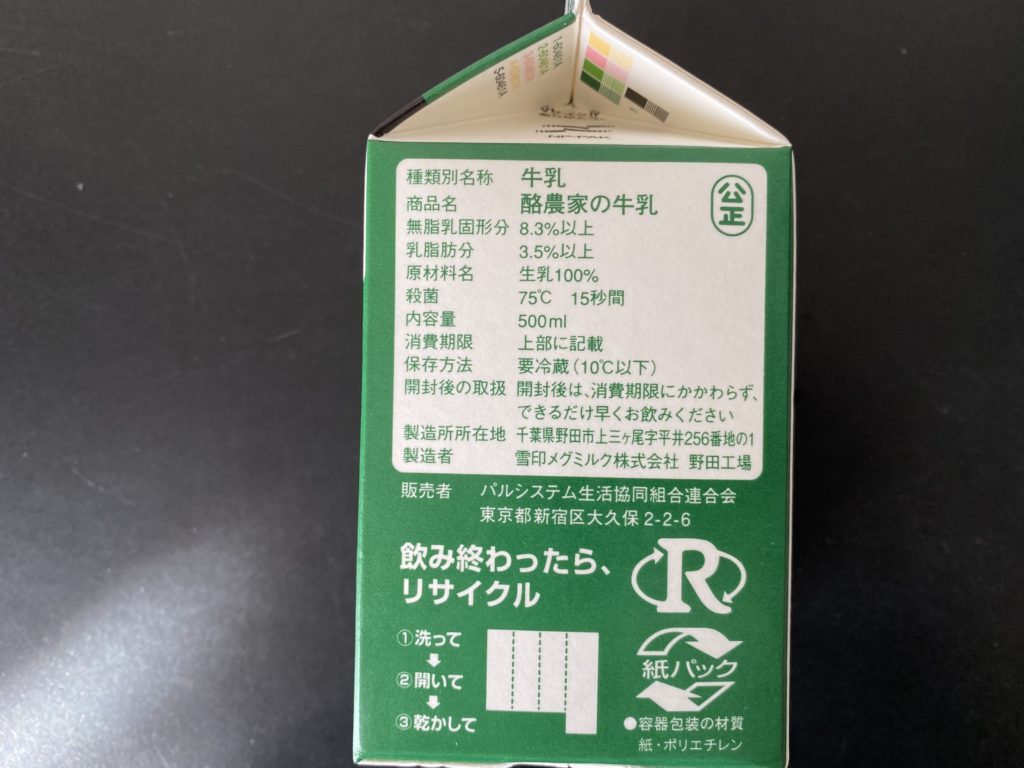 1-60461A
2-60461A
5-60461A
NP-PAK
種類別名称 牛乳
商品名 酪農家の牛乳
公正
無脂乳固形分 8.3%以上
乳脂肪分 3.5%以上
原材料名 生乳100%
殺菌 75℃ 15秒間
内容量 500ml
消費期限 上部に記載
保存方法 要冷蔵(10℃以下)
開封後の取扱 開封後は、消費期限にかかわらず、
できるだけ早くお飲みください
製造所所在地 千葉県野田市上三ヶ尾字平井256番地の1
製造者 雪印メグミルク株式会社 野田工場
販売者 パルシステム生活協同組合連合会
東京都新宿区大久保2-2-6
飲み終わったら、
リサイクル
R
①洗って
②開いて
③乾かして
紙パック
●容器包装の材質
紙・ポリエチレン